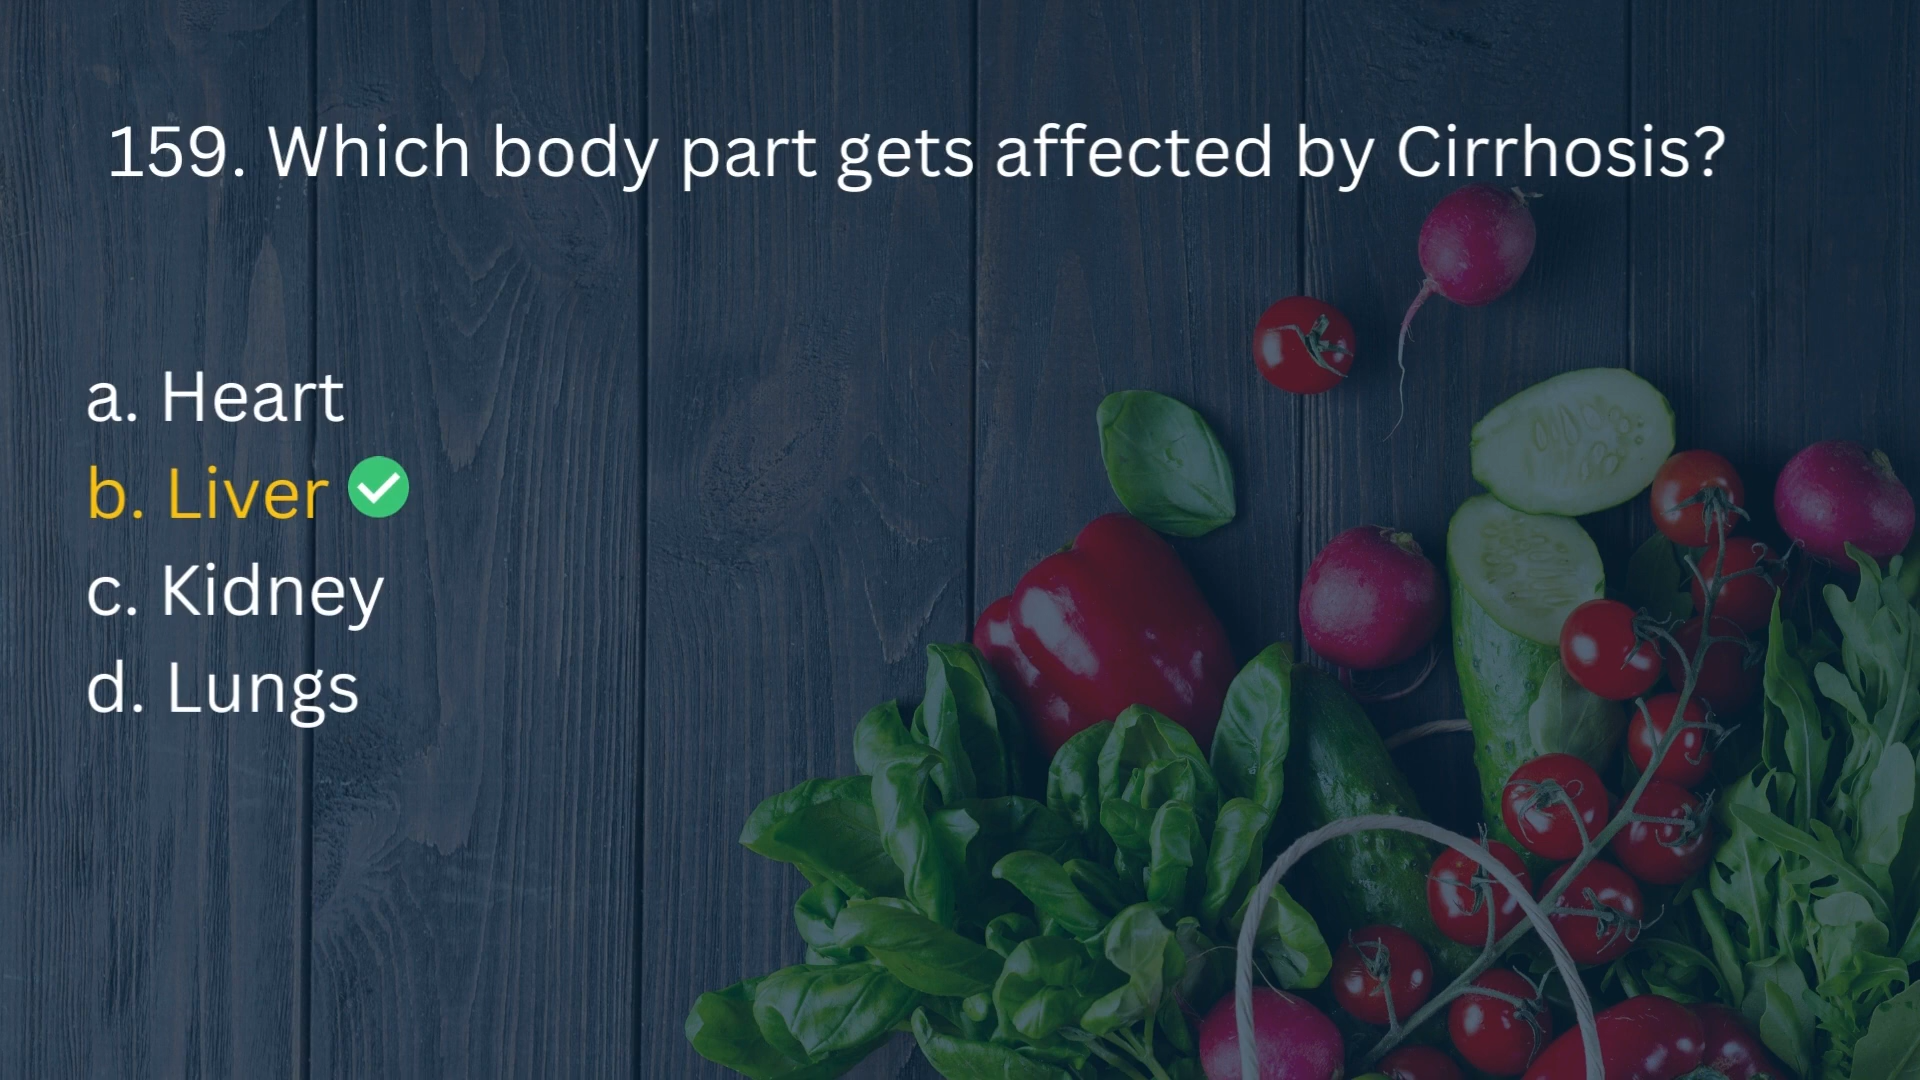 159. Which body part gets affected by Cirrhosis?
a. Heart
b. Liver
c. Kidney
d. Lungs